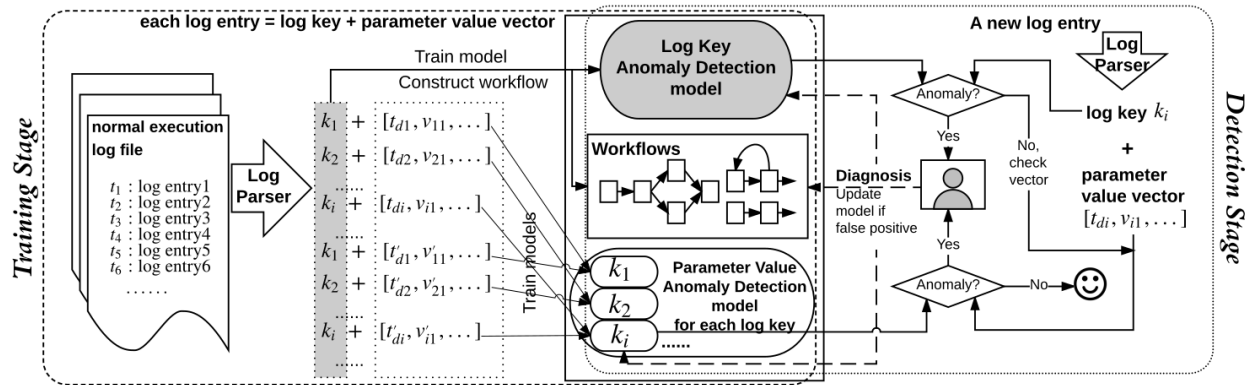 each log entry = log key + parameter value vector
Training Stage
normal execution
log file
t1 : log entry1
t2 : log entry2
t3 : log entry3
t4 : log entry4
t5 : log entry5
t6 : log entry6
......
Log
Parser
k1 + [td1, v11, . . . ]
k2 + [td2, v21, . . . ]
......
ki + [tdi, vi1, . . . ]
......
k1 + [t'd1, v'11, . . . ]
k2 + [t'd2, v'21, . . . ]
......
ki + [t'di, v'i1, . . . ]
......
Train model
Construct workflow
Train models
Log Key
Anomaly Detection
model
Workflows
k1
k2
ki
Parameter Value
Anomaly Detection
model
for each log key
......
Diagnosis
Update
model if
false positive
A new log entry
Log
Parser
Anomaly?
Yes
No,
check
vector
log key ki
+
parameter
value vector
[tdi, vi1, . . . ]
Yes
Anomaly?
No
Detection Stage